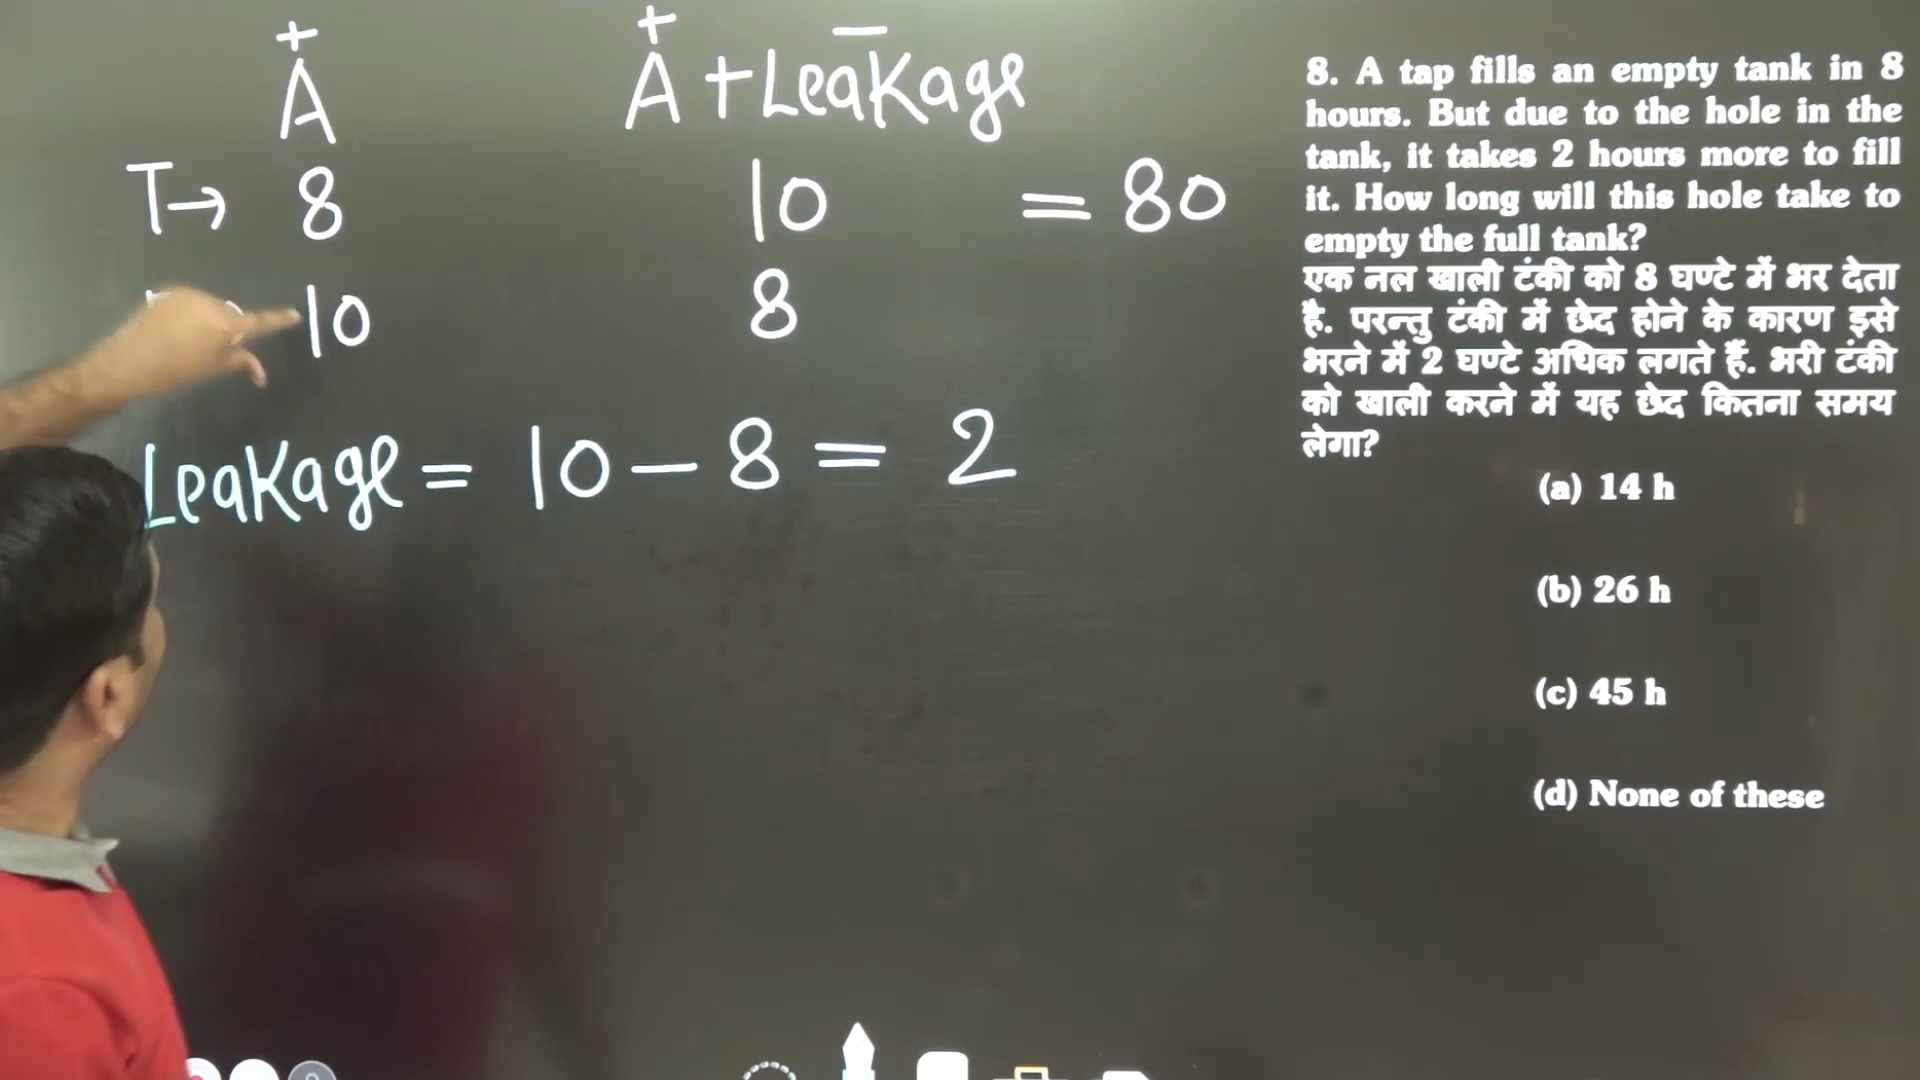 + + −
A A + Leakage
T→ 8 10 = 80
10 8
Leakage = 10 − 8 = 2
8. A tap fills an empty tank in 8
hours. But due to the hole in the
tank, it takes 2 hours more to fill
it. How long will this hole take to
empty the full tank?
एक नल खाली टंकी को 8 घण्टे में भर देता
है. परन्तु टंकी में छेद होने के कारण इसे
भरने में 2 घण्टे अधिक लगते हैं. भरी टंकी
को खाली करने में यह छेद कितना समय
लेगा?
(a) 14 h
(b) 26 h
(c) 45 h
(d) None of these